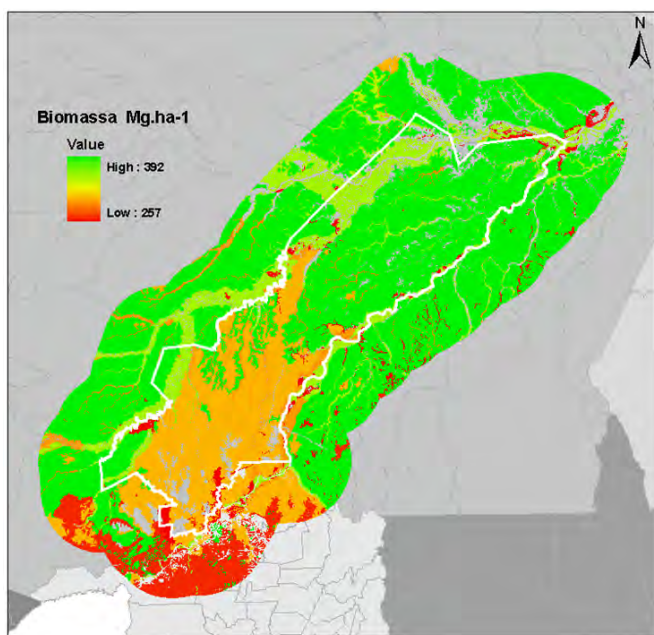 N
Biomassa Mg.ha-1
Value
High : 392
Low : 257